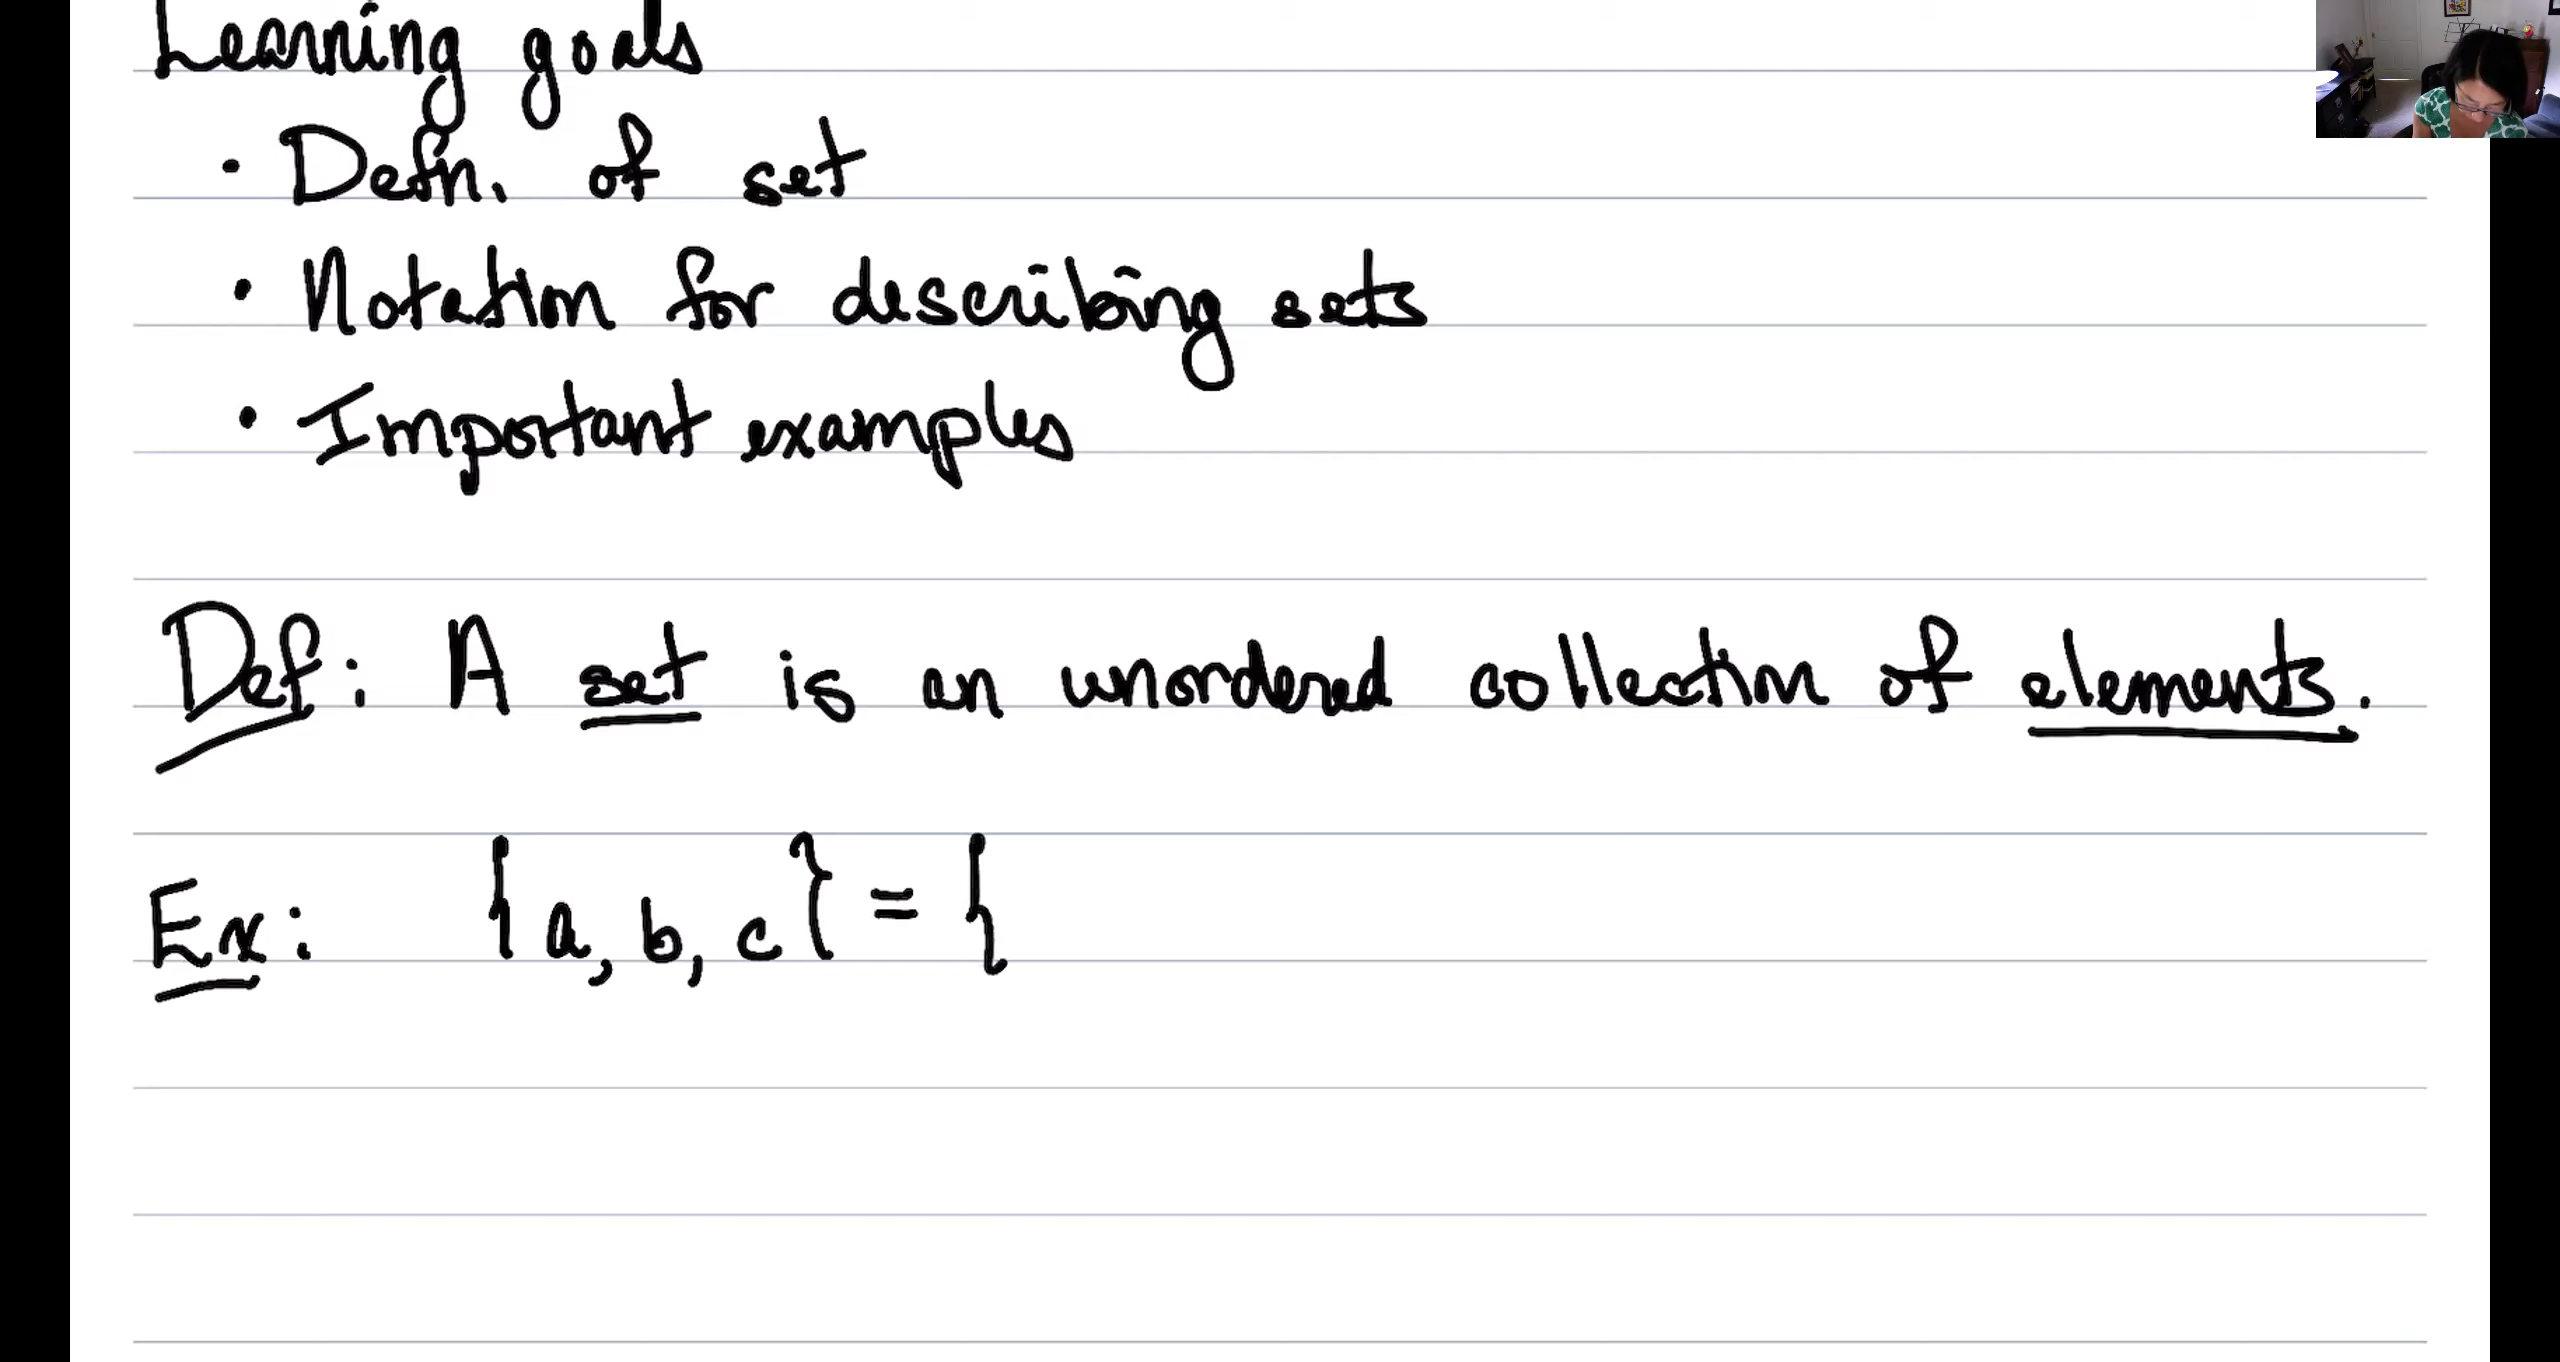 Learning goals
· Defn. of set
· Notation for describing sets
· Important examples
Def: A set is an unordered collection of elements.
Ex: {a, b, c} = {